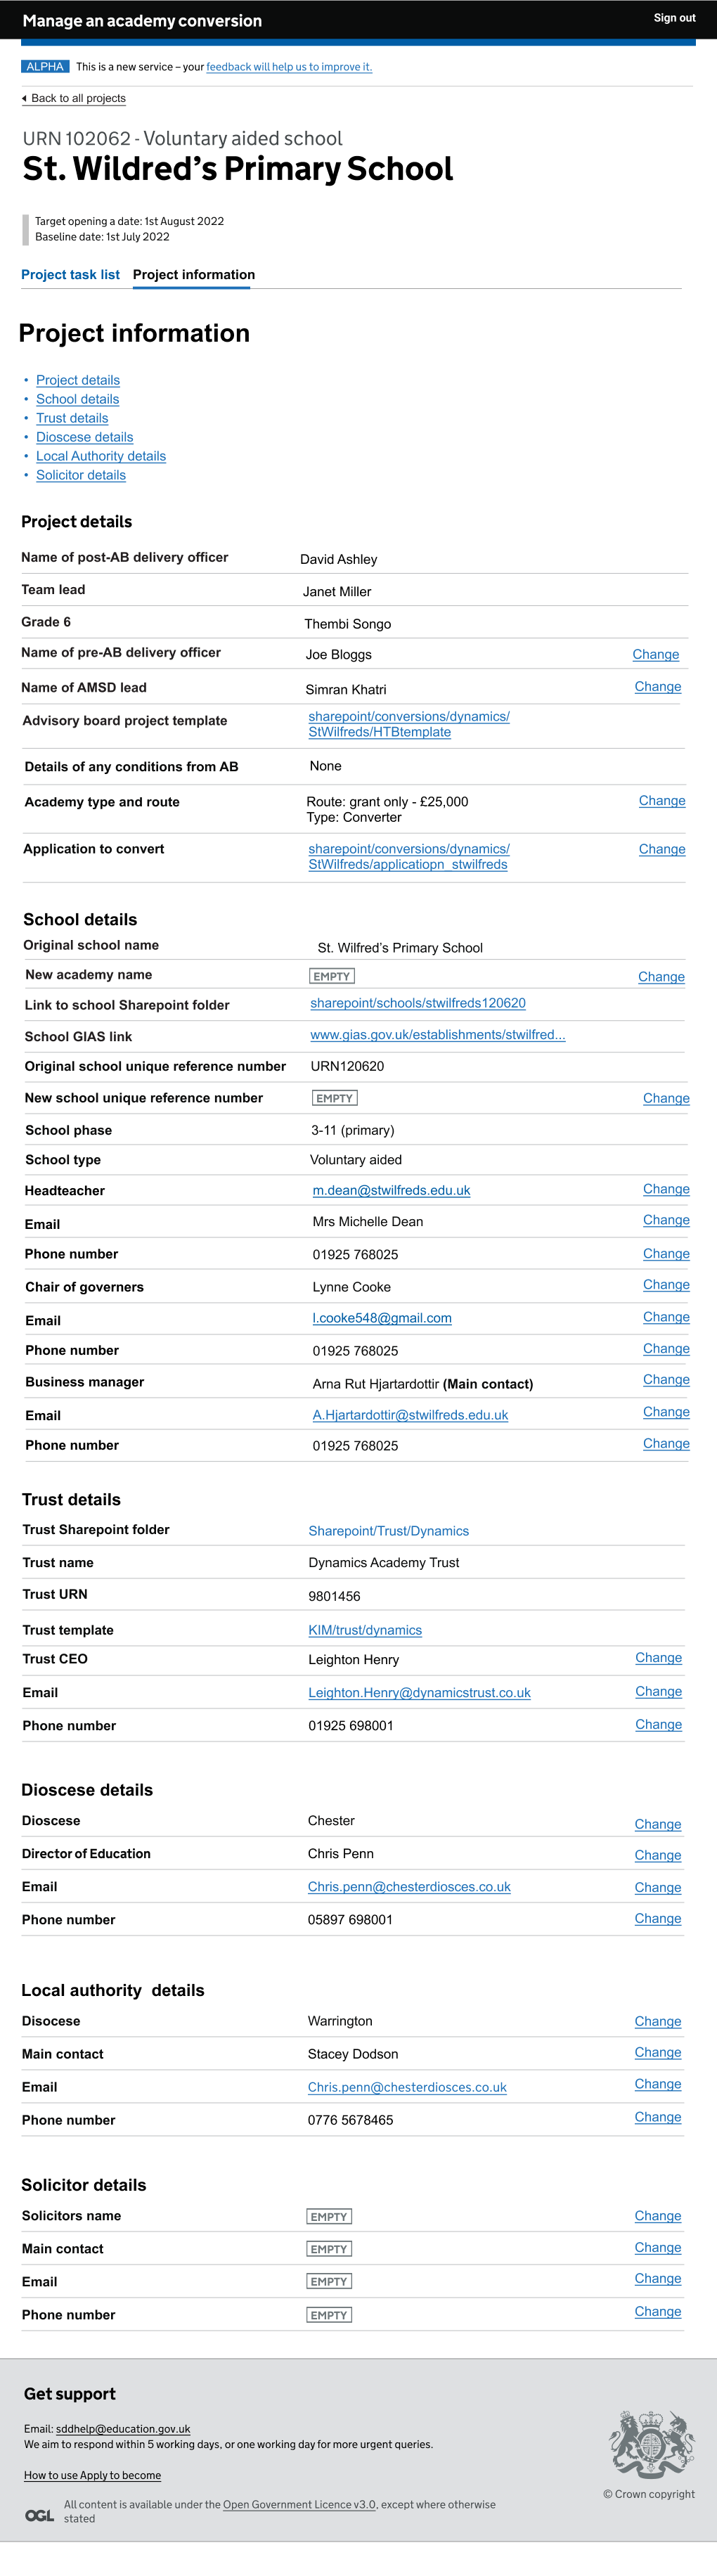 Manage an academy conversion Sign out
ALPHA This is a new service – your feedback will help us to improve it.
Back to all projects
URN 102062 - Voluntary aided school
St. Wildred's Primary School
Target opening a date: 1st August 2022
Baseline date: 1st July 2022
Project task list Project information
Project information
• Project details
• School details
• Trust details
• Dioscese details
• Local Authority details
• Solicitor details
Project details
Name of post-AB delivery officer David Ashley
Team lead Janet Miller
Grade 6 Thembi Songo
Name of pre-AB delivery officer Joe Bloggs Change
Name of AMSD lead Simran Khatri Change
Advisory board project template sharepoint/conversions/dynamics/
StWilfreds/HTBtemplate
Details of any conditions from AB None
Academy type and route Route: grant only - £25,000 Change
Type: Converter
Application to convert sharepoint/conversions/dynamics/ Change
StWilfreds/applicatiopn_stwilfreds
School details
Original school name St. Wilfred's Primary School
New academy name EMPTY Change
Link to school Sharepoint folder sharepoint/schools/stwilfreds120620
School GIAS link www.gias.gov.uk/establishments/stwilfred...
Original school unique reference number URN120620
New school unique reference number EMPTY Change
School phase 3-11 (primary)
School type Voluntary aided
Headteacher m.dean@stwilfreds.edu.uk Change
Email Mrs Michelle Dean Change
Phone number 01925 768025 Change
Chair of governers Lynne Cooke Change
Email l.cooke548@gmail.com Change
Phone number 01925 768025 Change
Business manager Arna Rut Hjartardottir (Main contact) Change
Email A.Hjartardottir@stwilfreds.edu.uk Change
Phone number 01925 768025 Change
Trust details
Trust Sharepoint folder Sharepoint/Trust/Dynamics
Trust name Dynamics Academy Trust
Trust URN 9801456
Trust template KIM/trust/dynamics
Trust CEO Leighton Henry Change
Email Leighton.Henry@dynamicstrust.co.uk Change
Phone number 01925 698001 Change
Dioscese details
Dioscese Chester Change
Director of Education Chris Penn Change
Email Chris.penn@chesterdiosces.co.uk Change
Phone number 05897 698001 Change
Local authority details
Disocese Warrington Change
Main contact Stacey Dodson Change
Email Chris.penn@chesterdiosces.co.uk Change
Phone number 0776 5678465 Change
Solicitor details
Solicitors name EMPTY Change
Main contact EMPTY Change
Email EMPTY Change
Phone number EMPTY Change
Get support
Email: sddhelp@education.gov.uk
We aim to respond within 5 working days, or one working day for more urgent queries.
How to use Apply to become
© Crown copyright
OGL All content is available under the Open Government Licence v3.0, except where otherwise
stated